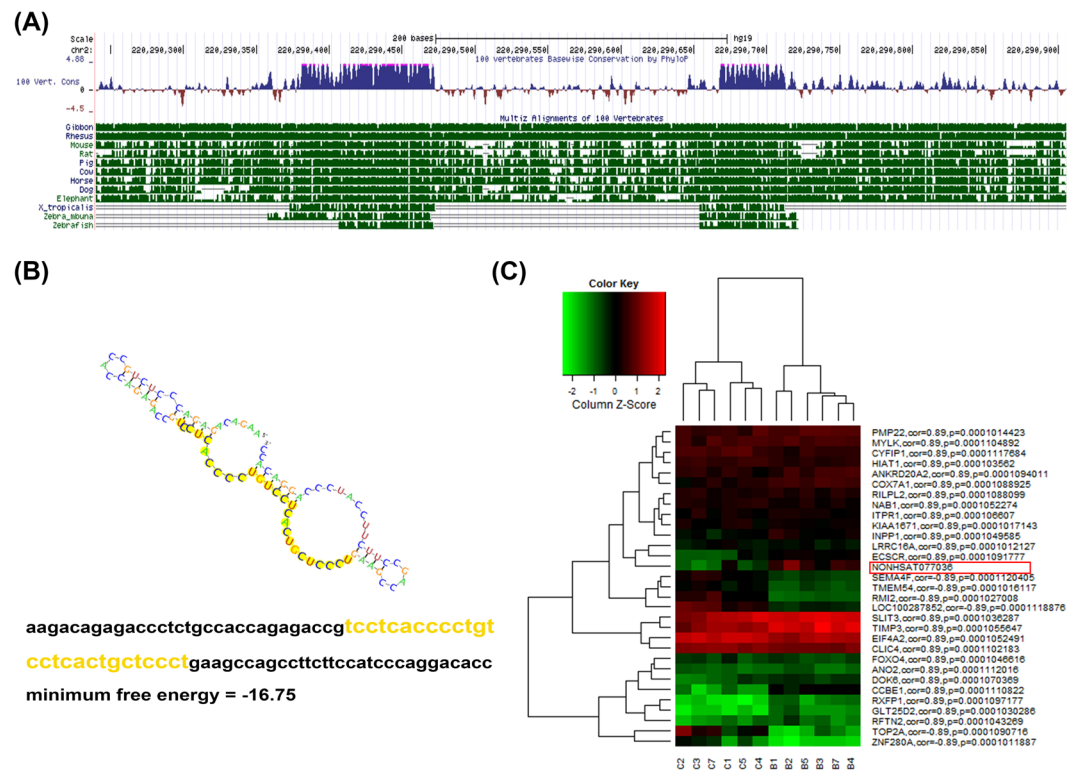 (A)
Scale
200 bases
hg19
chr2:
220,290,300
220,290,350
220,290,400
220,290,450
220,290,500
220,290,550
220,290,600
220,290,650
220,290,700
220,290,750
220,290,800
220,290,850
220,290,900
100 vertebrates Basewise Conservation by PhyloP
4.88
100 Vert. Cons
0
-4.5
Multiz Alignments of 100 Vertebrates
Gibbon
Rhesus
Mouse
Rat
Pig
Cow
Horse
Dog
Elephant
X_tropicalis
Zebra_mbuna
Zebrafish
(B)
aagacagagaccctctgccaccagagaccgtcctcacccctgt
cctcactgctccctgaagccagccttcttccatcccaggacacc
minimum free energy = -16.75
(C)
Color Key
-2 -1 0 1 2
Column Z-Score
PMP22,cor=0.89,p=0.0001014423
MYLK,cor=0.89,p=0.0001104892
CYFIP1,cor=0.89,p=0.0001117684
HIAT1,cor=0.89,p=0.000103562
ANKRD20A2,cor=0.89,p=0.0001094011
COX7A1,cor=0.89,p=0.0001088925
RILPL2,cor=0.89,p=0.0001088099
NAB1,cor=0.89,p=0.0001052274
ITPR1,cor=0.89,p=0.000106607
KIAA1671,cor=0.89,p=0.0001017143
INPP1,cor=0.89,p=0.0001049585
LRRC16A,cor=0.89,p=0.0001012127
ECSCR,cor=0.89,p=0.0001091777
NONHSAT077036
SEMA4F,cor=-0.89,p=0.0001120405
TMEM54,cor=-0.89,p=0.0001016117
RMI2,cor=-0.89,p=0.0001027008
LOC100287852,cor=-0.89,p=0.0001118876
SLIT3,cor=0.89,p=0.0001036287
TIMP3,cor=0.89,p=0.0001055647
EIF4A2,cor=0.89,p=0.0001052491
CLIC4,cor=0.89,p=0.0001102183
FOXO4,cor=0.89,p=0.0001046616
ANO2,cor=0.89,p=0.0001112016
DOK6,cor=0.89,p=0.0001070369
CCBE1,cor=0.89,p=0.0001110822
RXFP1,cor=0.89,p=0.0001097177
GLT25D2,cor=0.89,p=0.0001030286
RFTN2,cor=0.89,p=0.0001043269
TOP2A,cor=-0.89,p=0.0001090716
ZNF280A,cor=-0.89,p=0.0001011887
C2 C3 C7 C1 C5 C4 B1 B2 B5 B3 B7 B4